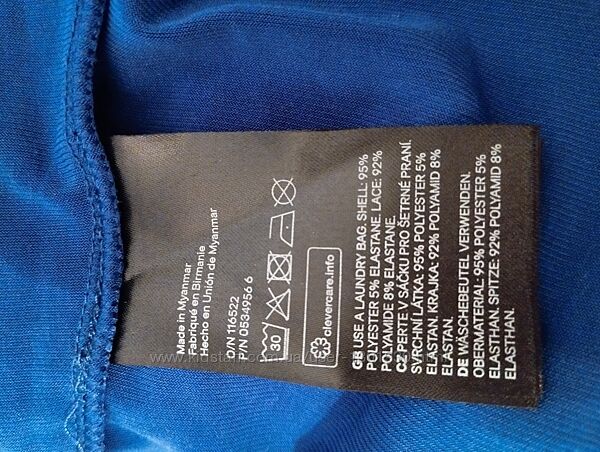 Made in Myanmar
Fabriqué en Birmanie
Hecho en Unión de Myanmar
O/N 116522
D/N 0534956 6
30
clevercare.info
GB USE A LAUNDRY BAG. SHELL: 95%
POLYESTER 5% ELASTANE. LACE: 92%
POLYAMIDE: 8% ELASTANE.
CZ PERTE V SÁČKU PRO ŠETRNÉ PRANÍ.
SVRCHNÍ LÁTKA: 95% POLYESTER 5%
ELASTAN. KRAJKA: 92% POLYAMID 8%
ELASTAN.
DE WÄSCHEBEUTEL VERWENDEN.
OBERMATERIAL: 95% POLYESTER 5%
ELASTHAN. SPITZE: 92% POLYAMID 8%
ELASTHAN.